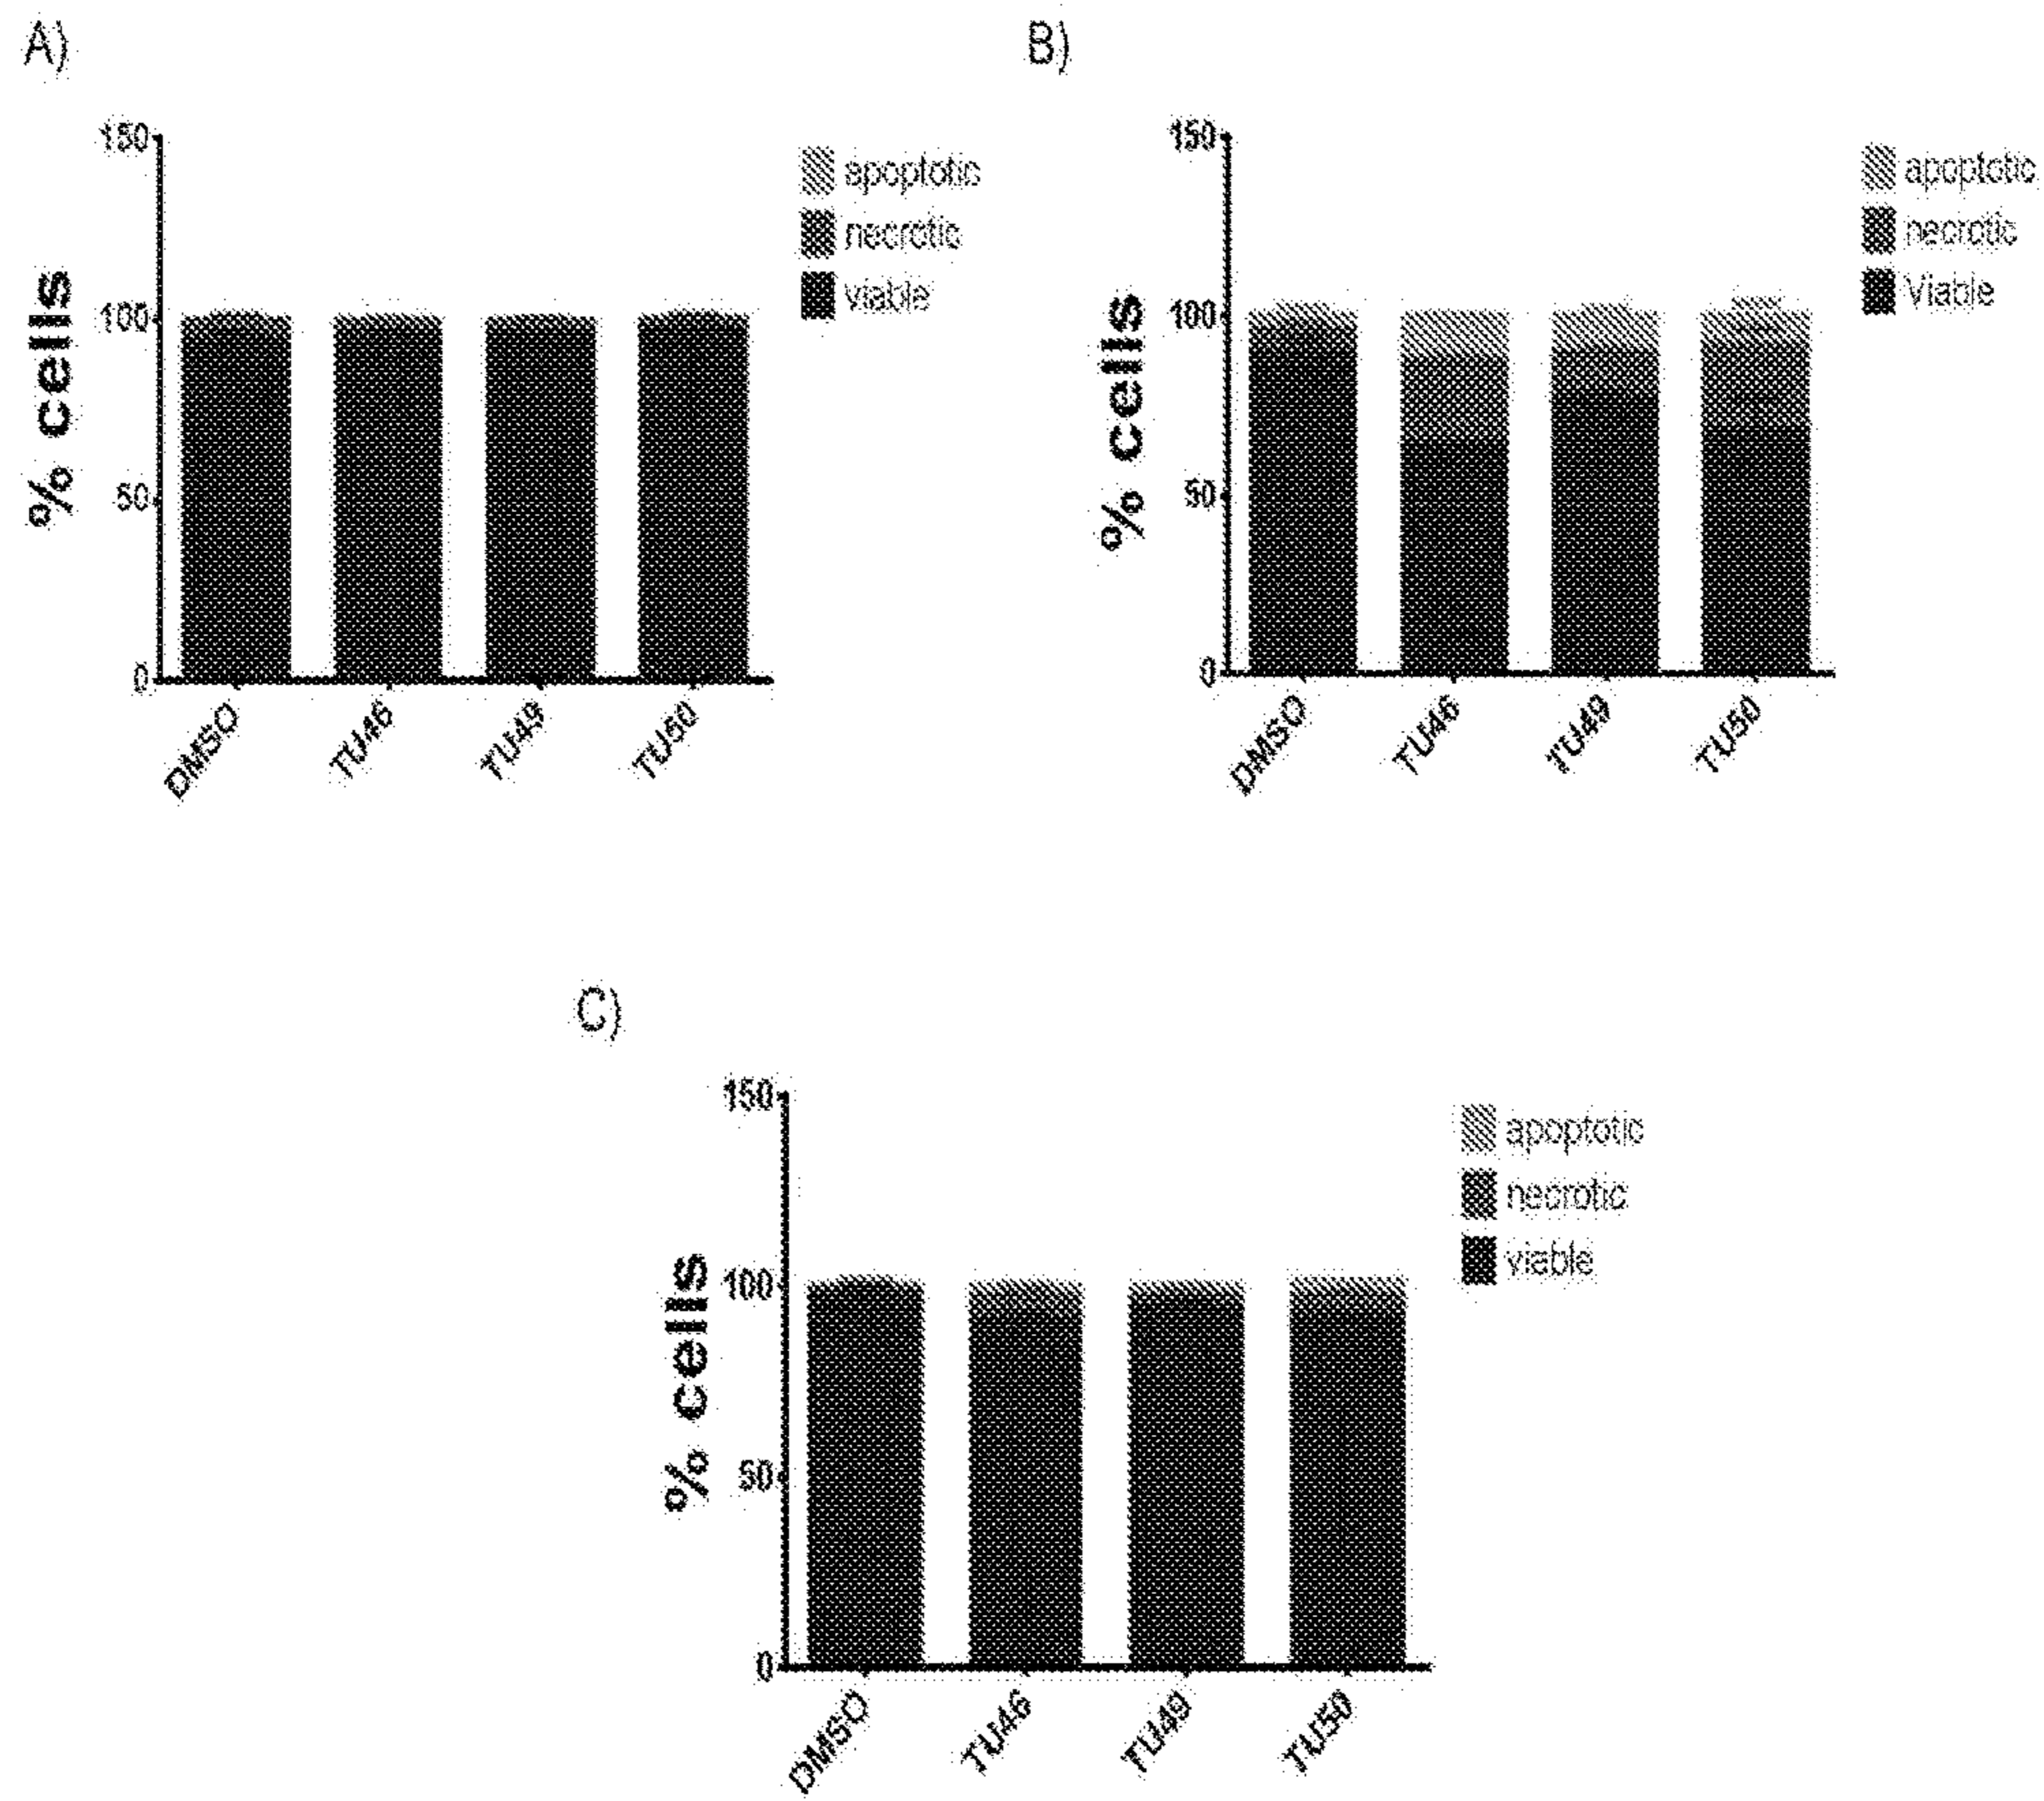 A)
% cells
150
100
50
0
DMSO
TU46
TU49
TU50
apoptotic
necrotic
viable
B)
% cells
150
100
50
0
DMSO
TU46
TU49
TU50
apoptotic
necrotic
Viable
C)
% cells
150
100
50
0
DMSO
TU46
TU49
TU50
apoptotic
necrotic
viable